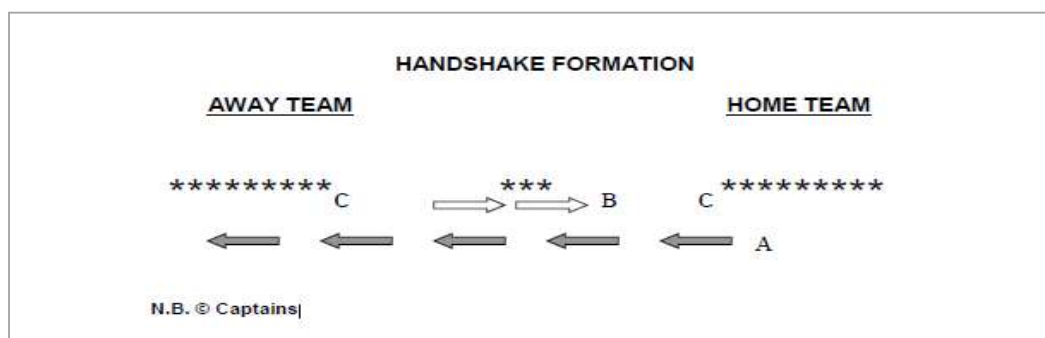 HANDSHAKE FORMATION
AWAY TEAM HOME TEAM
********* *** *********
C B C
A
N.B. © Captains